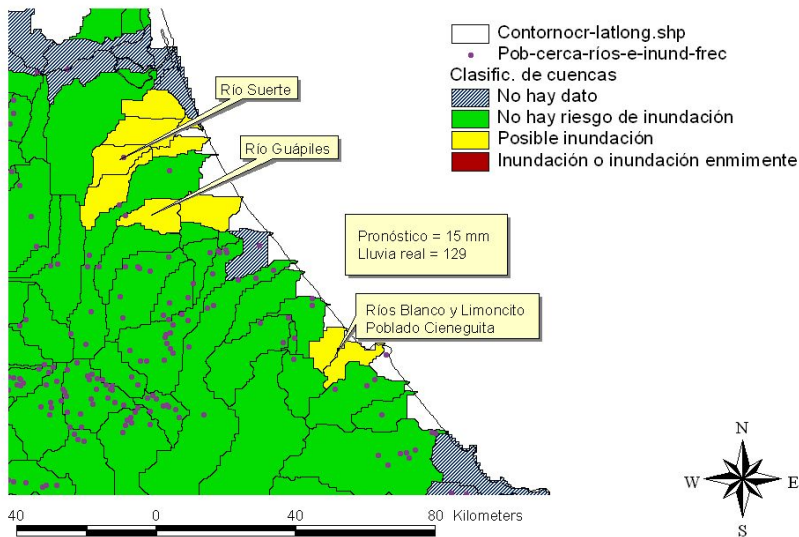 Contornocr-latlong.shp
Pob-cerca-ríos-e-inund-frec
Clasific. de cuencas
No hay dato
No hay riesgo de inundación
Posible inundación
Inundación o inundación enmimente
Río Suerte
Río Guápiles
Pronóstico = 15 mm
Lluvia real = 129
Ríos Blanco y Limoncito
Poblado Cieneguita
N
W E
S
40 0 40 80 Kilometers